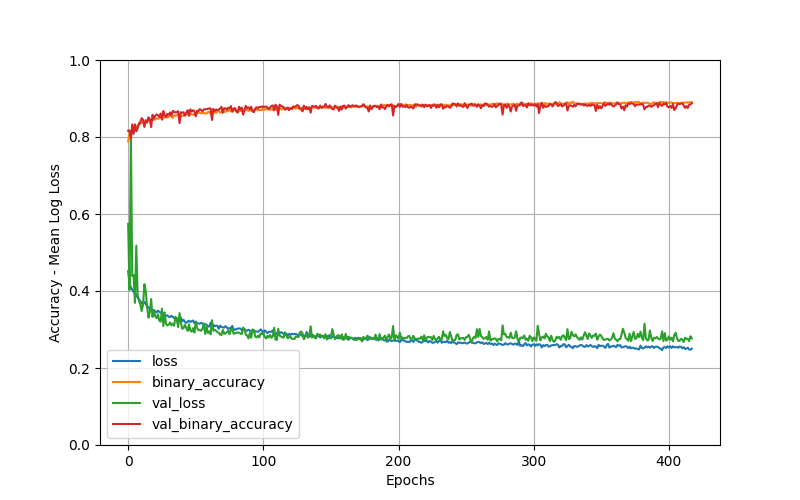 1.0
0.8
0.6
0.4
0.2
0.0
Accuracy - Mean Log Loss
loss
binary_accuracy
val_loss
val_binary_accuracy
0 100 200 300 400
Epochs